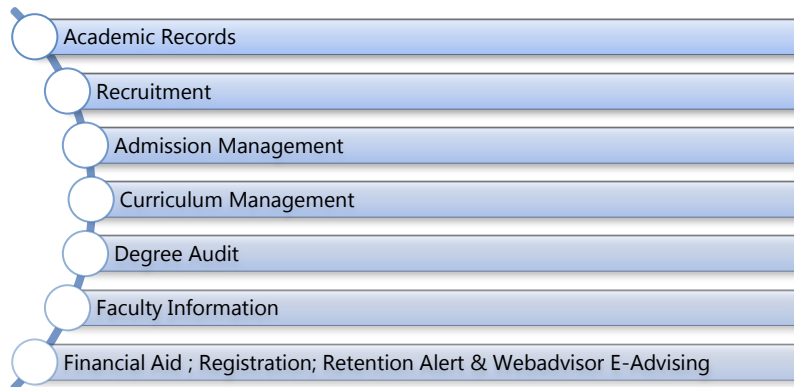 Academic Records
Recruitment
Admission Management
Curriculum Management
Degree Audit
Faculty Information
Financial Aid ; Registration; Retention Alert & Webadvisor E-Advising